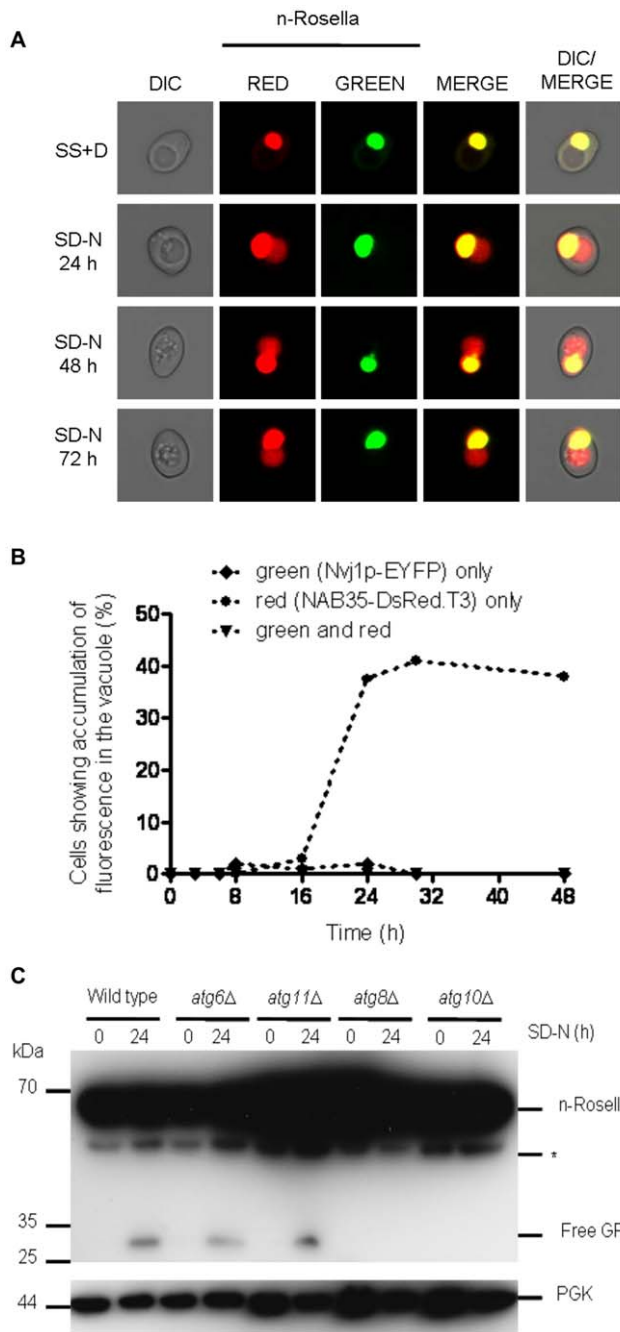 n-Rosella
A
DIC RED GREEN MERGE DIC/ MERGE
SS+D
SD-N 24 h
SD-N 48 h
SD-N 72 h
B
green (Nvj1p-EYFP) only
red (NAB35-DsRed.T3) only
green and red
Cells showing accumulation of
fluorescence in the vacuole (%)
50
40
30
20
10
0
0 8 16 24 32 40 48
Time (h)
C
Wild type atg6Δ atg11Δ atg8Δ atg10Δ
0 24 0 24 0 24 0 24 0 24 SD-N (h)
kDa
70
n-Rosell
*
35
Free GF
25
PGK
44